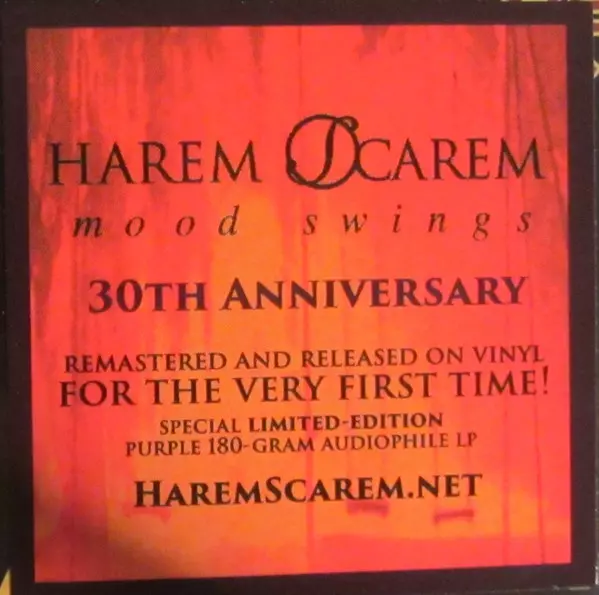 HAREM SCAREM
mood swings
30TH ANNIVERSARY
REMASTERED AND RELEASED ON VINYL
FOR THE VERY FIRST TIME!
SPECIAL LIMITED-EDITION
PURPLE 180-GRAM AUDIOPHILE LP
HAREMSCAREM.NET